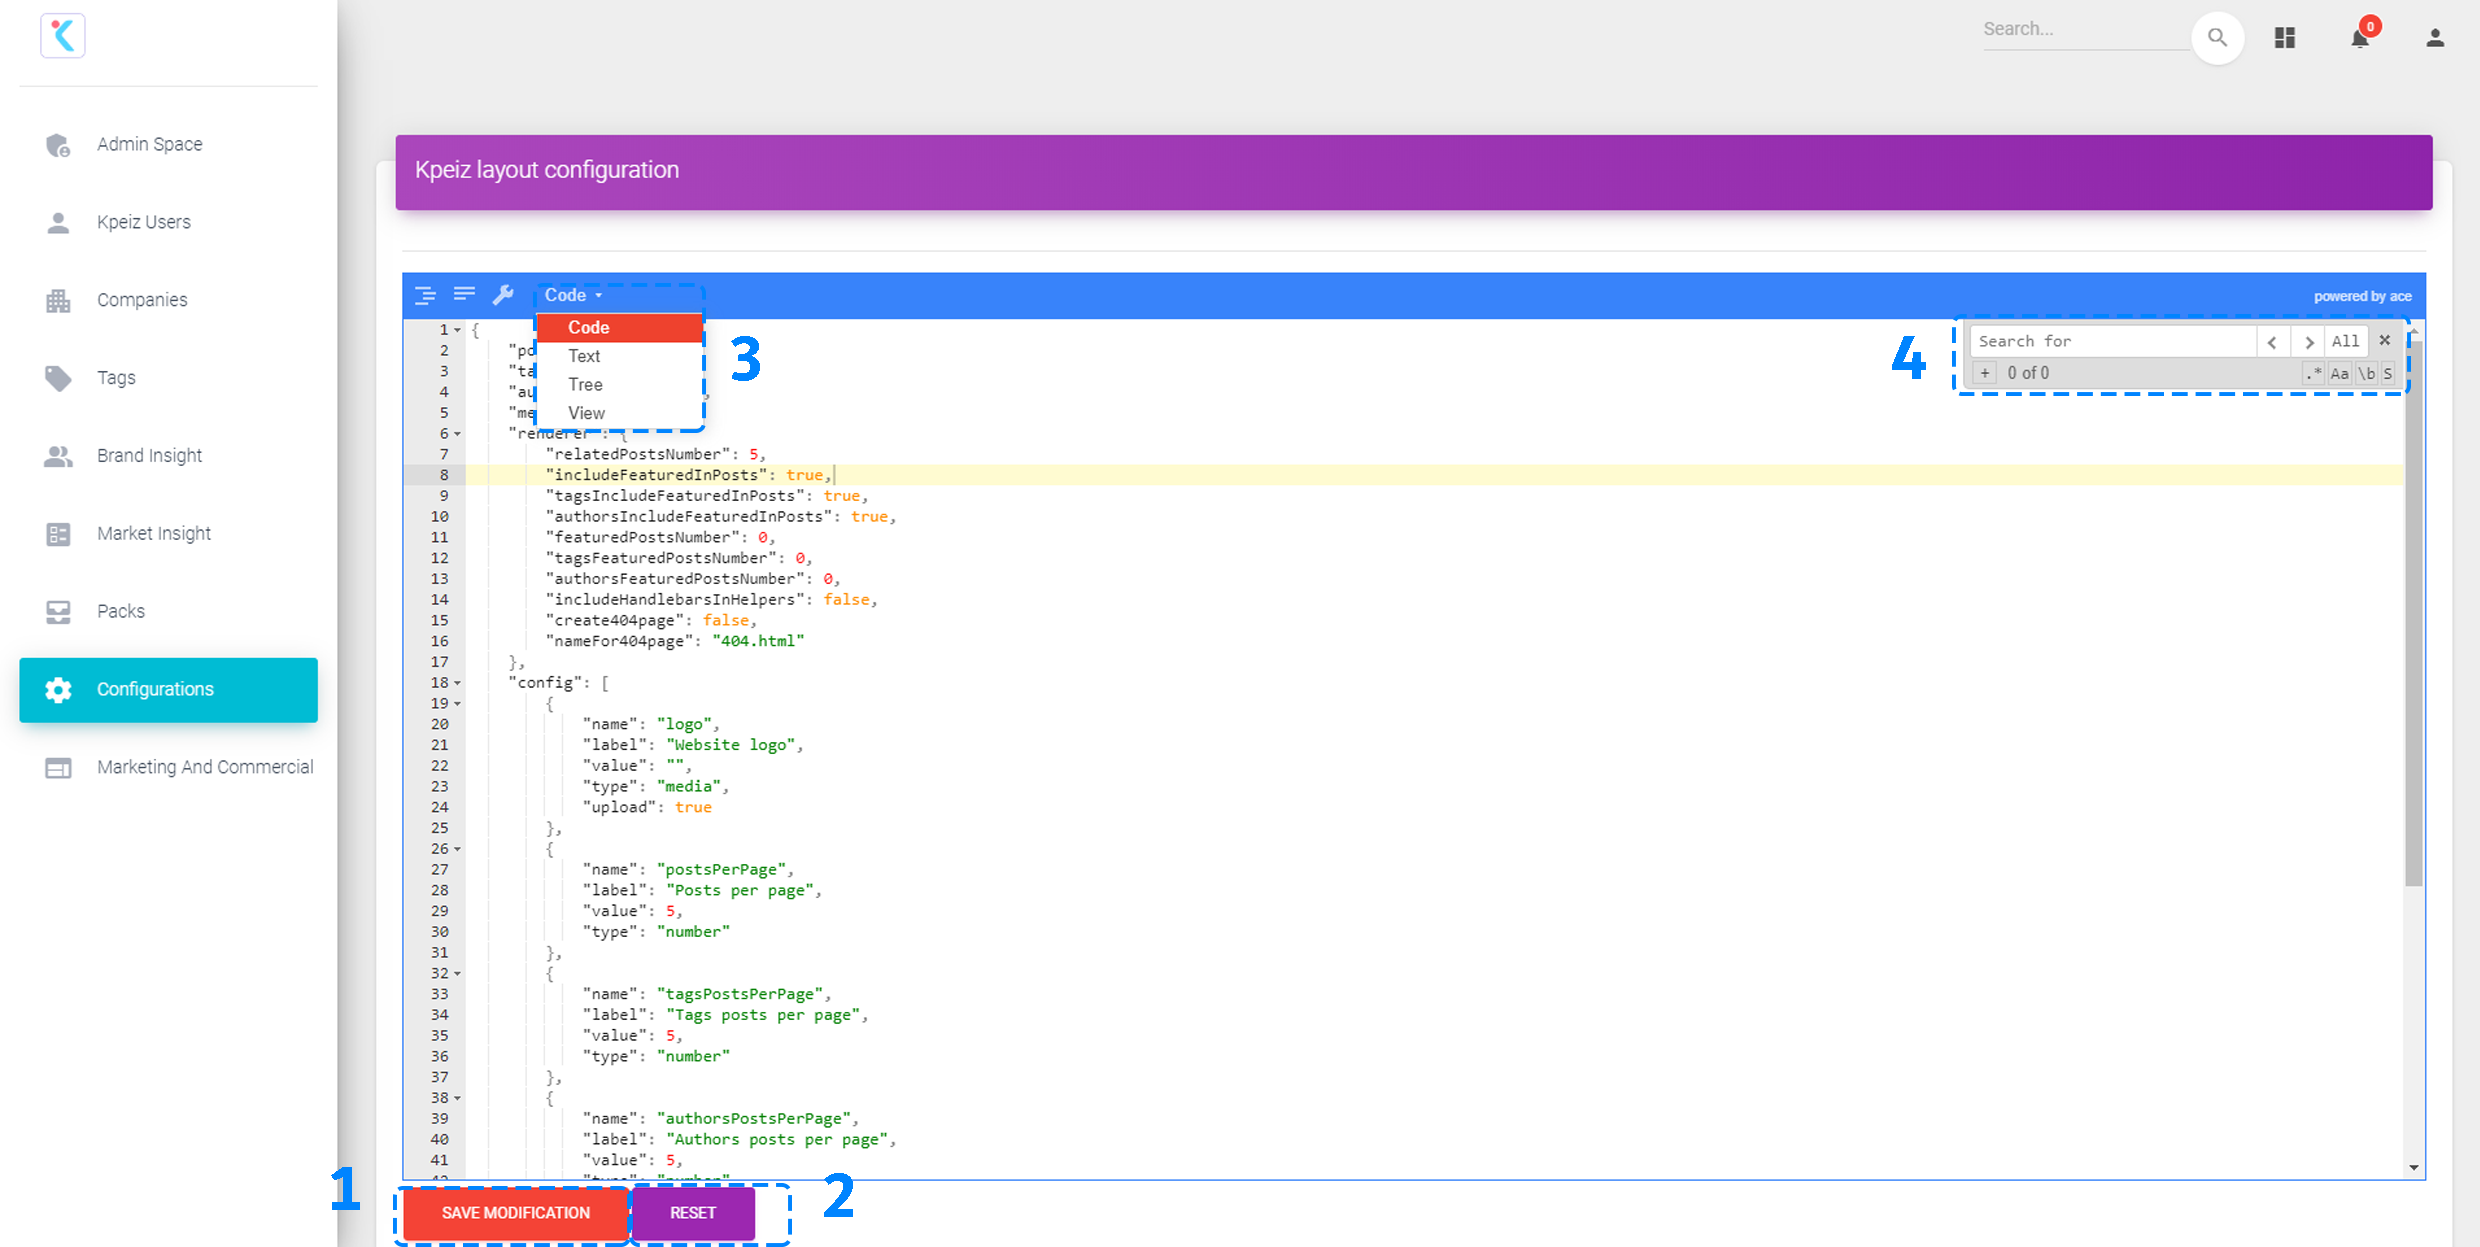 Search...
0
Admin Space
Kpeiz Users
Companies
Tags
Brand Insight
Market Insight
Packs
Configurations
Marketing And Commercial
Kpeiz layout configuration
Code
powered by ace
Code
Text
Tree
View
3
4
Search for
All
+ 0 of 0 .* Aa \b S
1 {
2 "po
3 "ta
4 "au ,
5 "me
6 "renderer": {
7 "relatedPostsNumber": 5,
8 "includeFeaturedInPosts": true,
9 "tagsIncludeFeaturedInPosts": true,
10 "authorsIncludeFeaturedInPosts": true,
11 "featuredPostsNumber": 0,
12 "tagsFeaturedPostsNumber": 0,
13 "authorsFeaturedPostsNumber": 0,
14 "includeHandlebarsInHelpers": false,
15 "create404page": false,
16 "nameFor404page": "404.html"
17 },
18 "config": [
19 {
20 "name": "logo",
21 "label": "Website logo",
22 "value": "",
23 "type": "media",
24 "upload": true
25 },
26 {
27 "name": "postsPerPage",
28 "label": "Posts per page",
29 "value": 5,
30 "type": "number"
31 },
32 {
33 "name": "tagsPostsPerPage",
34 "label": "Tags posts per page",
35 "value": 5,
36 "type": "number"
37 },
38 {
39 "name": "authorsPostsPerPage",
40 "label": "Authors posts per page",
41 "value": 5,
42 "type": "number"
1
SAVE MODIFICATION
RESET
2